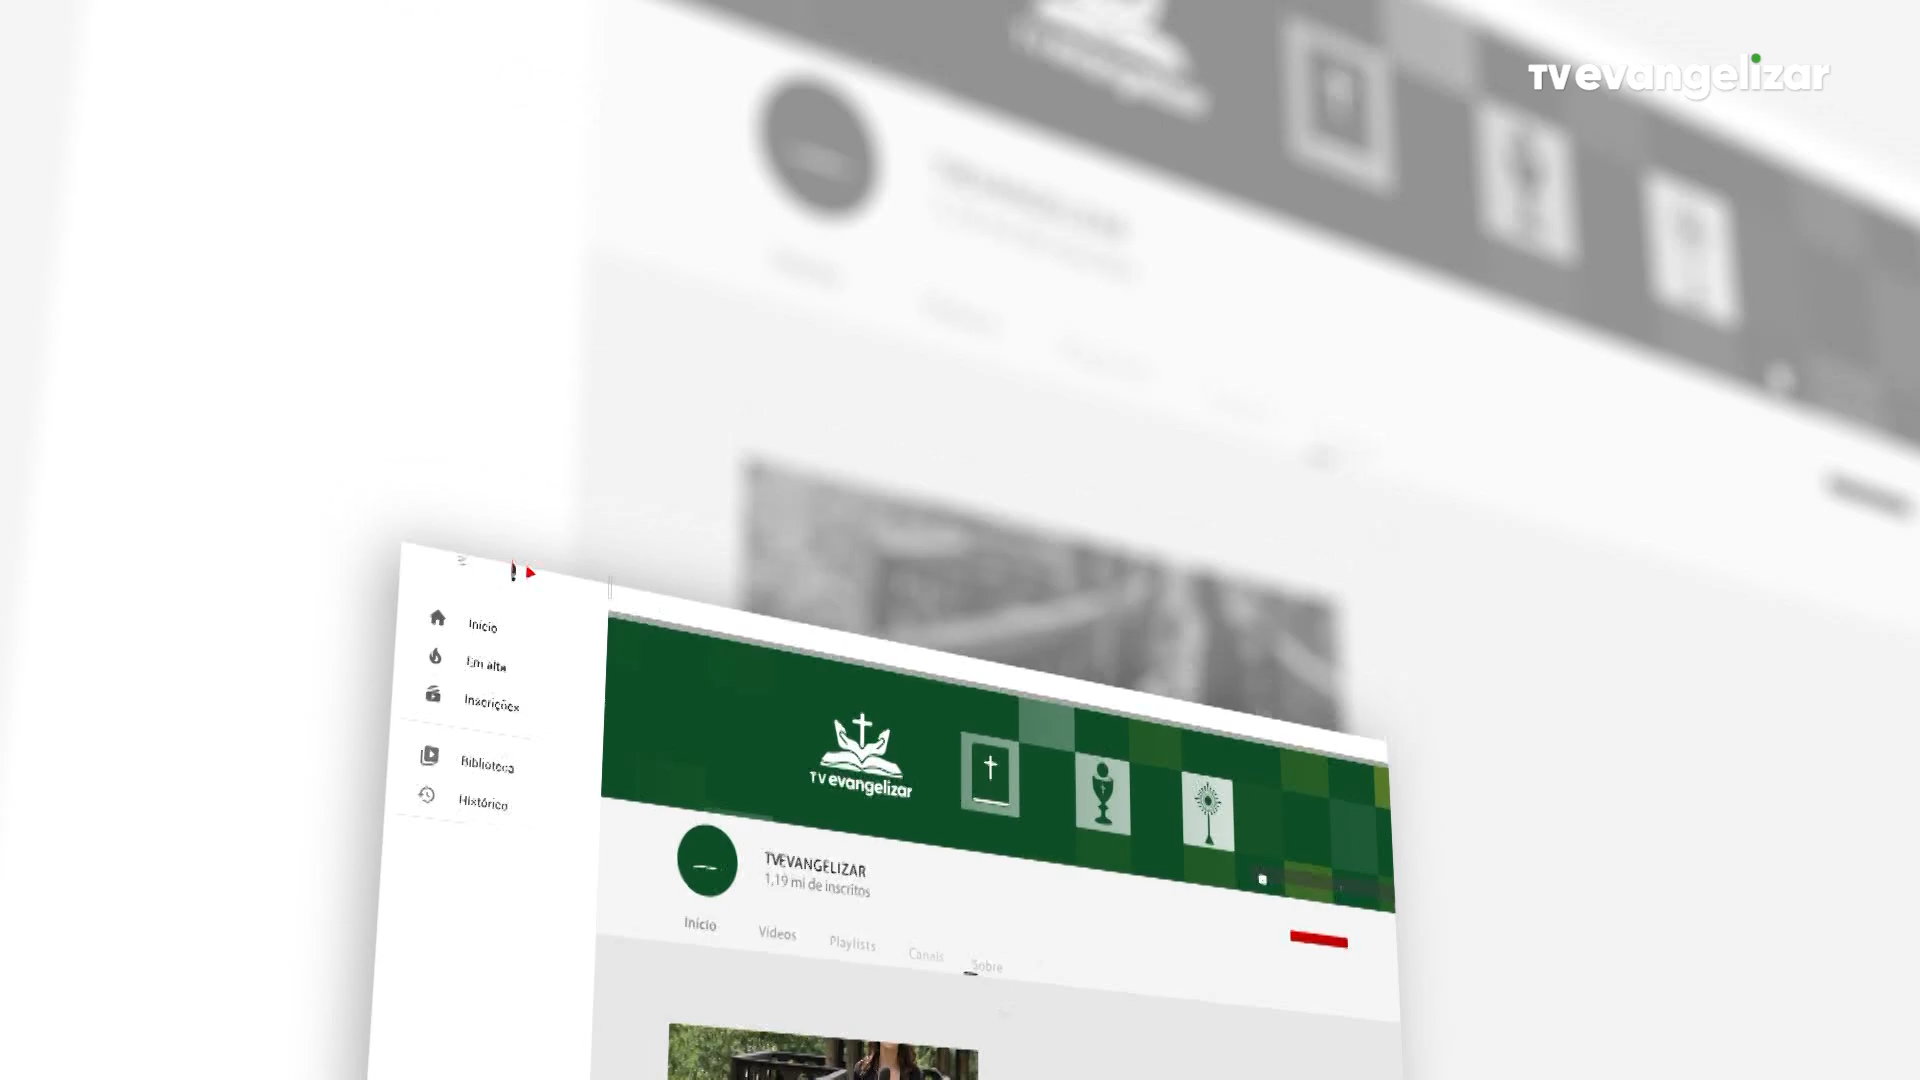 TVevangelizar
Início
Em alta
Inscrições
Biblioteca
Histórico
TV evangelizar
TVEVANGELIZAR
1,19 mi de inscritos
Início
Vídeos
Playlists
Canais
Sobre